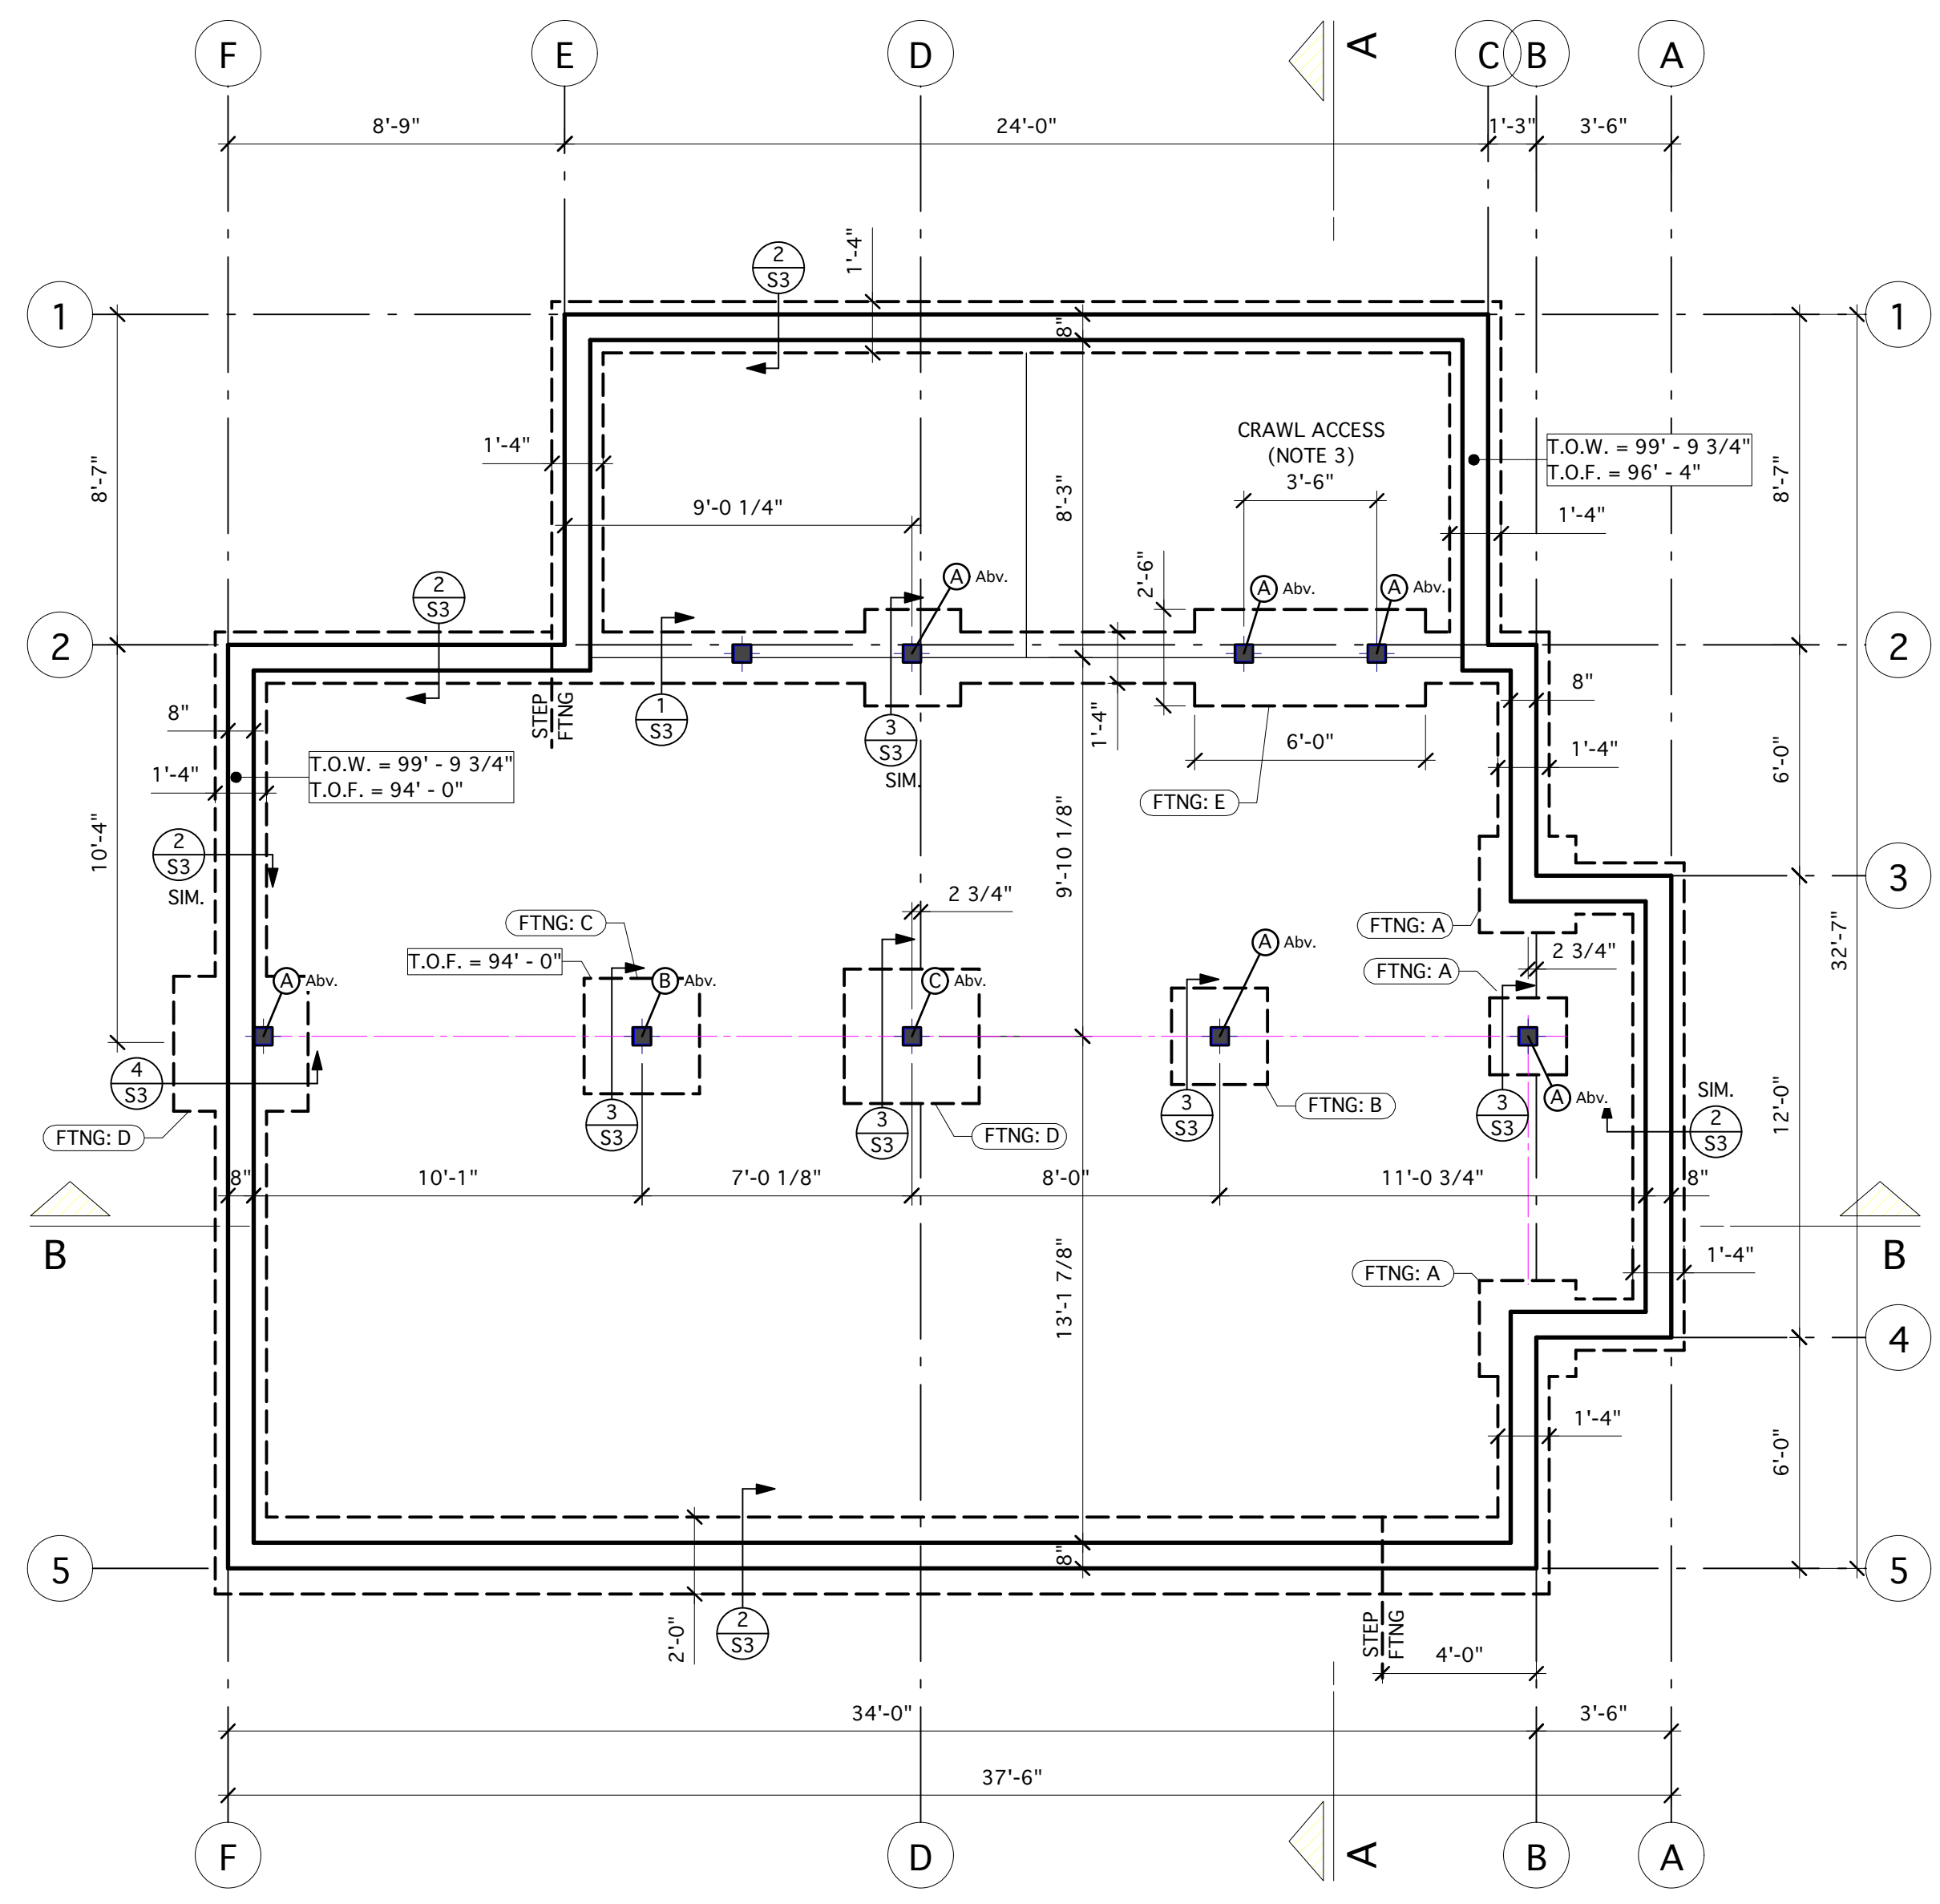 F
E
D
A
C
B
A
8'-9"
24'-0"
1'-3"
3'-6"
2
S3
1'-4"
1
1
8"
CRAWL ACCESS
(NOTE 3)
3'-6"
T.O.W. = 99' - 9 3/4"
T.O.F. = 96' - 4"
1'-4"
8'-7"
9'-0 1/4"
8'-3"
8'-7"
1'-4"
2
S3
A Abv.
A Abv.
A Abv.
2'-6"
2
2
STEP
FTNG
1
S3
3
S3
SIM.
1'-4"
8"
8"
1'-4"
6'-0"
6'-0"
1'-4"
T.O.W. = 99' - 9 3/4"
T.O.F. = 94' - 0"
FTNG: E
10'-4"
2
S3
SIM.
9'-10 1/8"
3
2 3/4"
FTNG: C
FTNG: A
32'-7"
T.O.F. = 94' - 0"
A Abv.
2 3/4"
FTNG: A
A Abv.
B Abv.
C Abv.
4
S3
3
S3
3
S3
3
S3
3
S3
A Abv.
SIM.
2
S3
12'-0"
FTNG: D
FTNG: D
FTNG: B
8"
10'-1"
7'-0 1/8"
8'-0"
11'-0 3/4"
8"
B
B
13'-1 7/8"
FTNG: A
1'-4"
4
1'-4"
6'-0"
5
8"
5
2
S3
2'-0"
STEP
FTNG
4'-0"
34'-0"
3'-6"
37'-6"
F
D
A
B
A